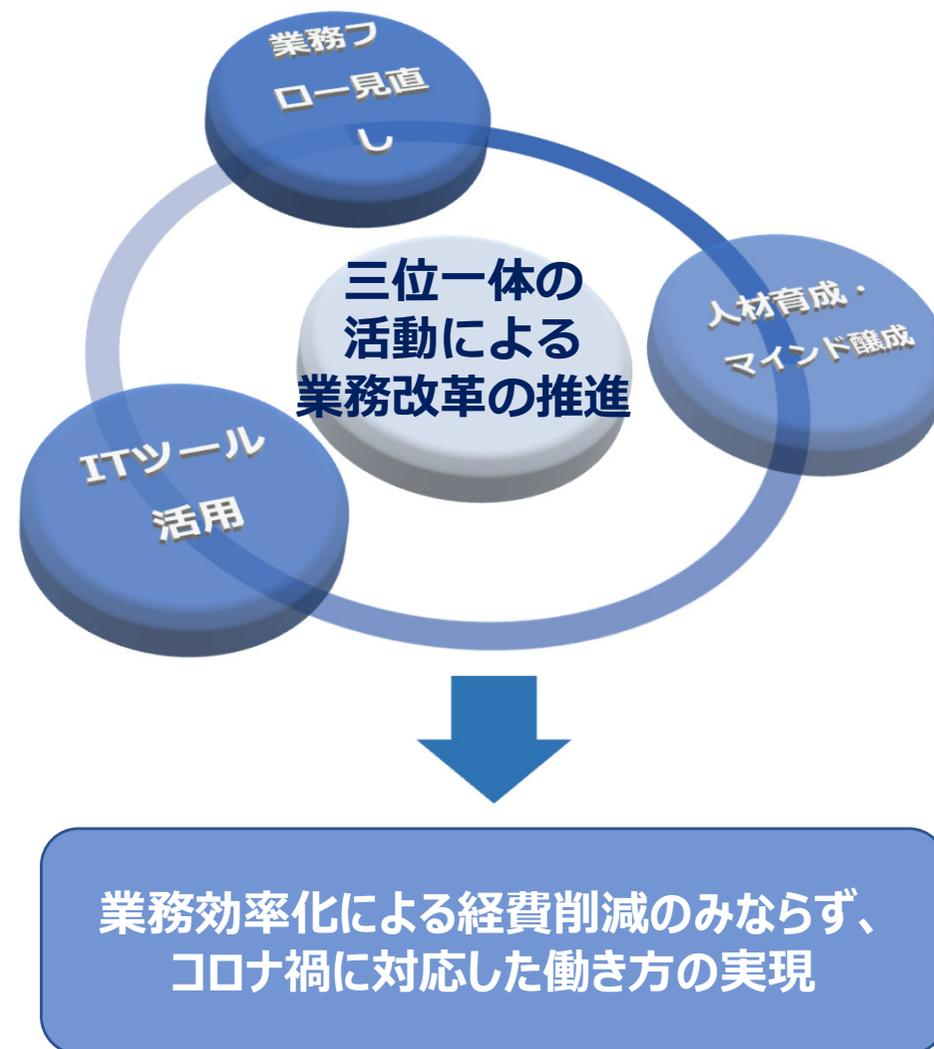 業務フ
ロー見直
し
三位一体の
活動による
業務改革の推進
人材育成・
マインド醸成
ITツール
活用
業務効率化による経費削減のみならず、
コロナ禍に対応した働き方の実現